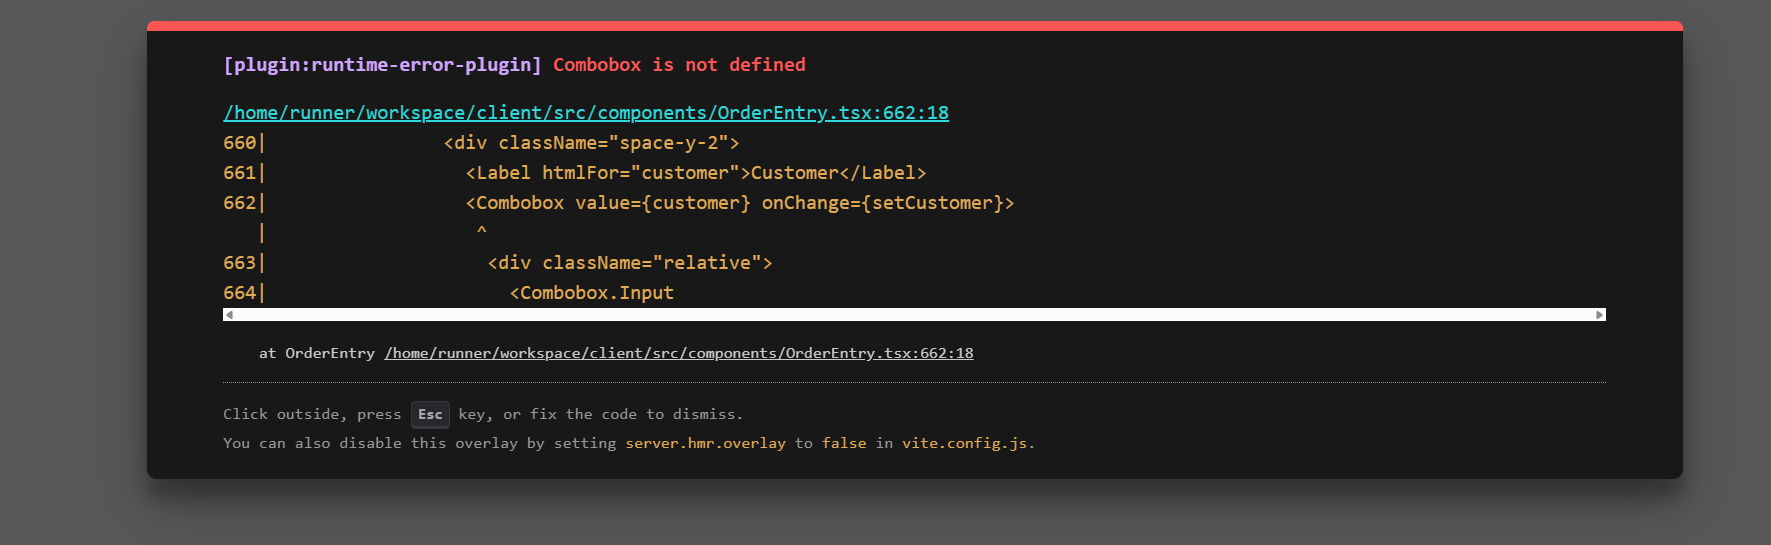 [plugin:runtime-error-plugin] Combobox is not defined
/home/runner/workspace/client/src/components/OrderEntry.tsx:662:18
660|                <div className="space-y-2">
661|                  <Label htmlFor="customer">Customer</Label>
662|                  <Combobox value={customer} onChange={setCustomer}>
   |                   ^
663|                    <div className="relative">
664|                      <Combobox.Input
at OrderEntry /home/runner/workspace/client/src/components/OrderEntry.tsx:662:18
Click outside, press Esc key, or fix the code to dismiss.
You can also disable this overlay by setting server.hmr.overlay to false in vite.config.js.